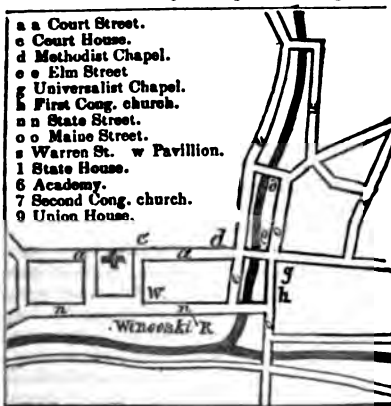 a a Court Street.
c Court House.
d Methodist Chapel.
e e Elm Street
g Universalist Chapel.
h First Cong. church.
n n State Street.
o o Maine Street.
s Warren St. w Pavillion.
1 State House.
6 Academy.
7 Second Cong. church.
9 Union House.
c d
a a
g
W h
n n
Winooski R